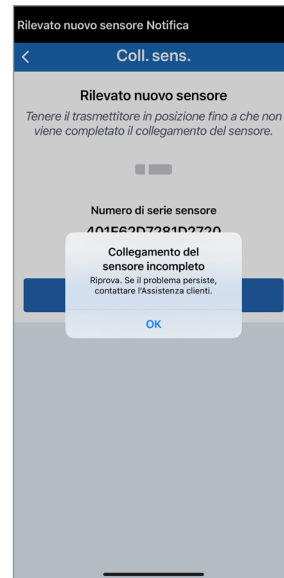 Rilevato nuovo sensore Notifica
Coll. sens.
Rilevato nuovo sensore
Tenere il trasmettitore in posizione fino a che non
viene completato il collegamento del sensore.
Numero di serie sensore
401F62D7281D2720
Collegamento del
sensore incompleto
Riprova. Se il problema persiste,
contattare l'Assistenza clienti.
OK